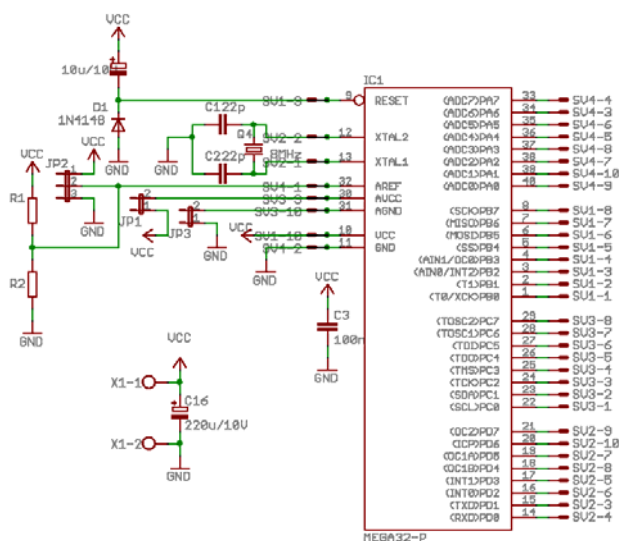 VCC
10u/10
D1
1N4148
GND
VCC
JP2
VCC
1
2
3
R1
GND
R2
GND
JP1
2
1
VCC
JP3
2
1
GND
VCC
GND
GND
C122p
C222p
Q4
8MHz
SV1-9
SV2-2
SV2-1
SV4-1
SV3-9
SV3-10
SV1-10
SV4-2
VCC
C3
100n
GND
VCC
X1-1
C16
220u/10V
X1-2
GND
IC1
9 RESET
12 XTAL2
13 XTAL1
32 AREF
30 AVCC
31 AGND
10 VCC
11 GND
(ADC7)PA7 33 SV4-4
(ADC6)PA6 34 SV4-3
(ADC5)PA5 35 SV4-6
(ADC4)PA4 36 SV4-5
(ADC3)PA3 37 SV4-8
(ADC2)PA2 38 SV4-7
(ADC1)PA1 39 SV4-10
(ADC0)PA0 40 SV4-9
(SCK)PB7 8 SV1-8
(MISO)PB6 7 SV1-7
(MOSI)PB5 6 SV1-6
(SS)PB4 5 SV1-5
(AIN1/OC0)PB3 4 SV1-4
(AIN0/INT2)PB2 3 SV1-3
(T1)PB1 2 SV1-2
(T0/XCK)PB0 1 SV1-1
(TOSC2)PC7 29 SV3-8
(TOSC1)PC6 28 SV3-7
(TDI)PC5 27 SV3-6
(TDO)PC4 26 SV3-5
(TMS)PC3 25 SV3-4
(TCK)PC2 24 SV3-3
(SDA)PC1 23 SV3-2
(SCL)PC0 22 SV3-1
(OC2)PD7 21 SV2-9
(ICP)PD6 20 SV2-10
(OC1A)PD5 19 SV2-7
(OC1B)PD4 18 SV2-8
(INT1)PD3 17 SV2-5
(INT0)PD2 16 SV2-6
(TXD)PD1 15 SV2-3
(RXD)PD0 14 SV2-4
MEGA32-P